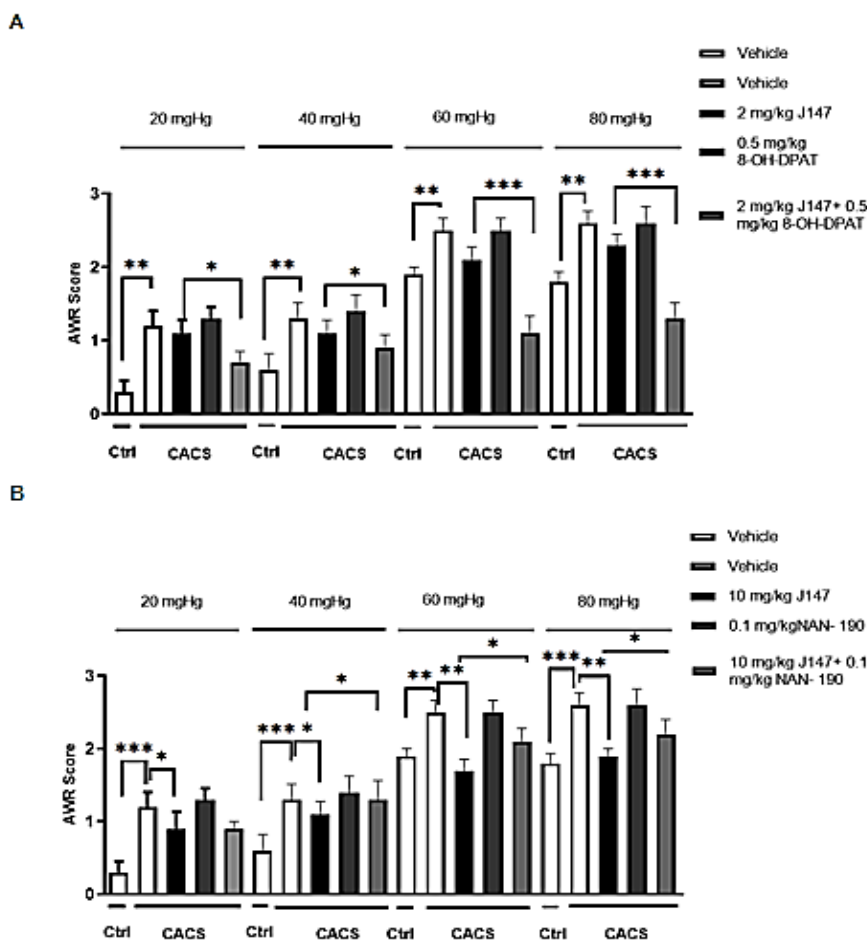 A
Vehicle
Vehicle
2 mg/kg J147
0.5 mg/kg
8-OH-DPAT
2 mg/kg J147+ 0.5
mg/kg 8-OH-DPAT
20 mgHg
40 mgHg
60 mgHg
80 mgHg
** * ** * ** *** ** ***
AWR Score
3
2
1
0
Ctrl CACS Ctrl CACS Ctrl CACS Ctrl CACS
B
Vehicle
Vehicle
10 mg/kg J147
0.1 mg/kgNAN- 190
10 mg/kg J147+ 0.1
mg/kg NAN- 190
20 mgHg
40 mgHg
60 mgHg
80 mgHg
*** * *** * * ** ** * *** ** *
AWR Score
3
2
1
0
Ctrl CACS Ctrl CACS Ctrl CACS Ctrl CACS